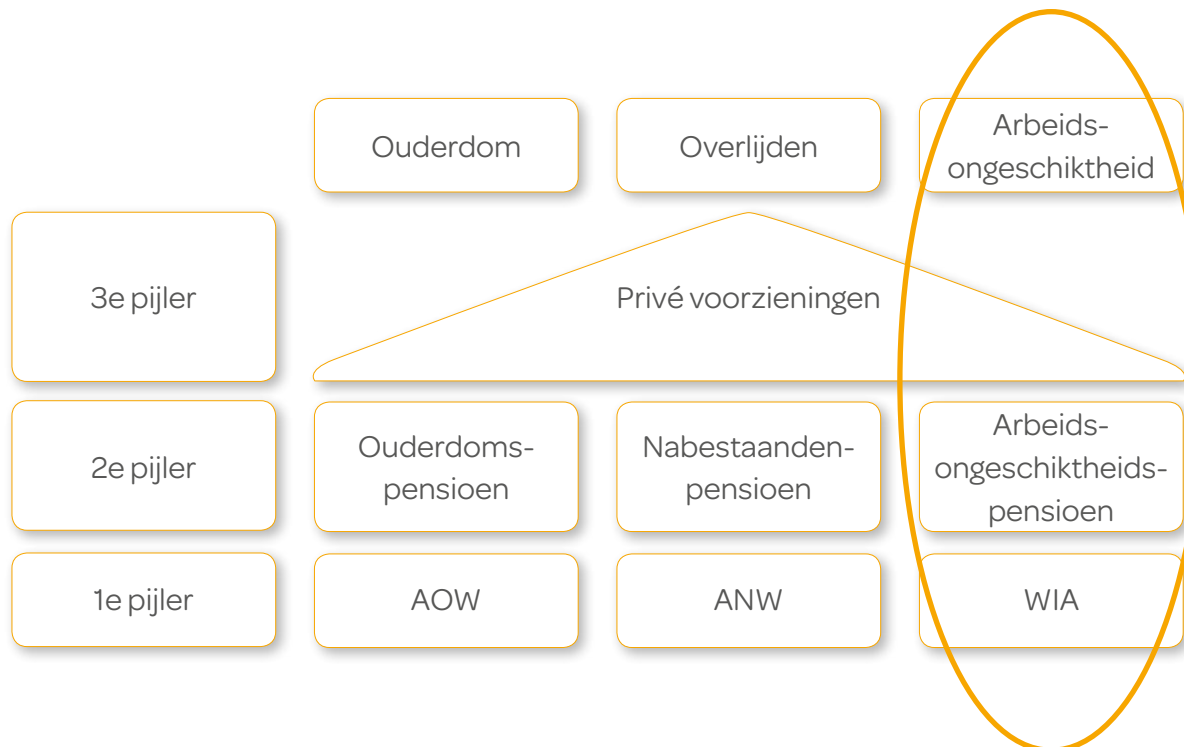 Ouderdom
Overlijden
Arbeids-
ongeschiktheid
3e pijler
Privé voorzieningen
2e pijler
Ouderdoms-
pensioen
Nabestaanden-
pensioen
Arbeids-
ongeschiktheids-
pensioen
1e pijler
AOW
ANW
WIA